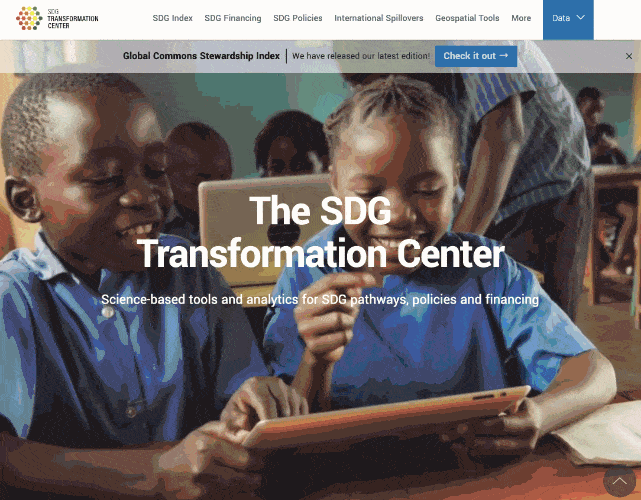 SDG
TRANSFORMATION
CENTER
SDG Index SDG Financing SDG Policies International Spillovers Geospatial Tools More Data
Global Commons Stewardship Index | We have released our latest edition! Check it out →
The SDG
Transformation Center
Science-based tools and analytics for SDG pathways, policies and financing